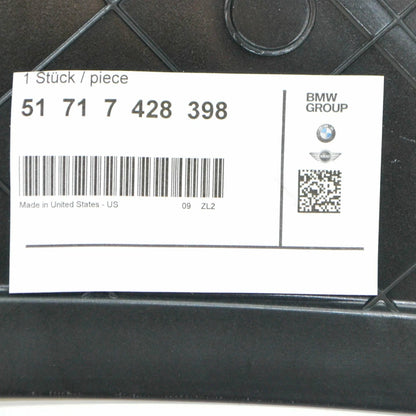 1 Stück / piece
51 71 7 428 398
BMW
GROUP
Made in United States - US 09 ZL2